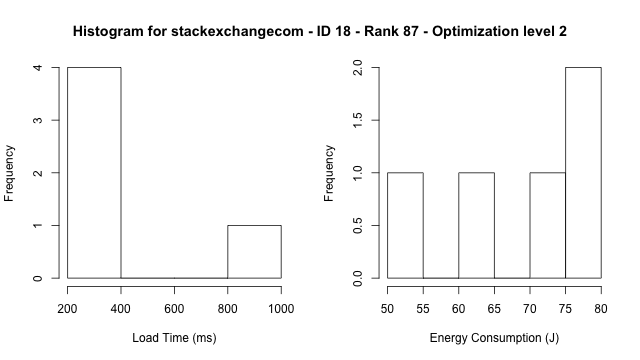 Histogram for stackexchangecom - ID 18 - Rank 87 - Optimization level 2
Frequency
4
3
2
1
0
200 400 600 800 1000
Load Time (ms)
Frequency
2.0
1.5
1.0
0.5
0.0
50 55 60 65 70 75 80
Energy Consumption (J)